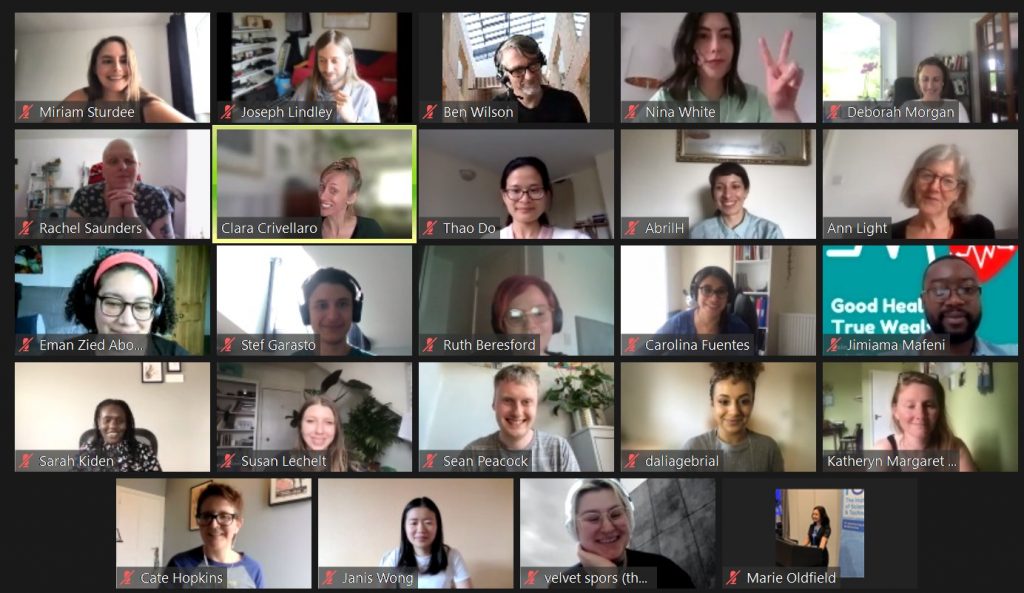 Miriam Sturdee
Joseph Lindley
Ben Wilson
Nina White
Deborah Morgan
Rachel Saunders
Clara Crivellaro
Thao Do
AbrilH
Ann Light
Eman Zied Abo...
Stef Garasto
Ruth Beresford
Carolina Fuentes
Good Heal
True Weal
Jimiama Mafeni
Sarah Kiden
Susan Lechelt
Sean Peacock
daliagebrial
Katheryn Margaret ...
Cate Hopkins
Janis Wong
velvet spors (th...
Marie Oldfield